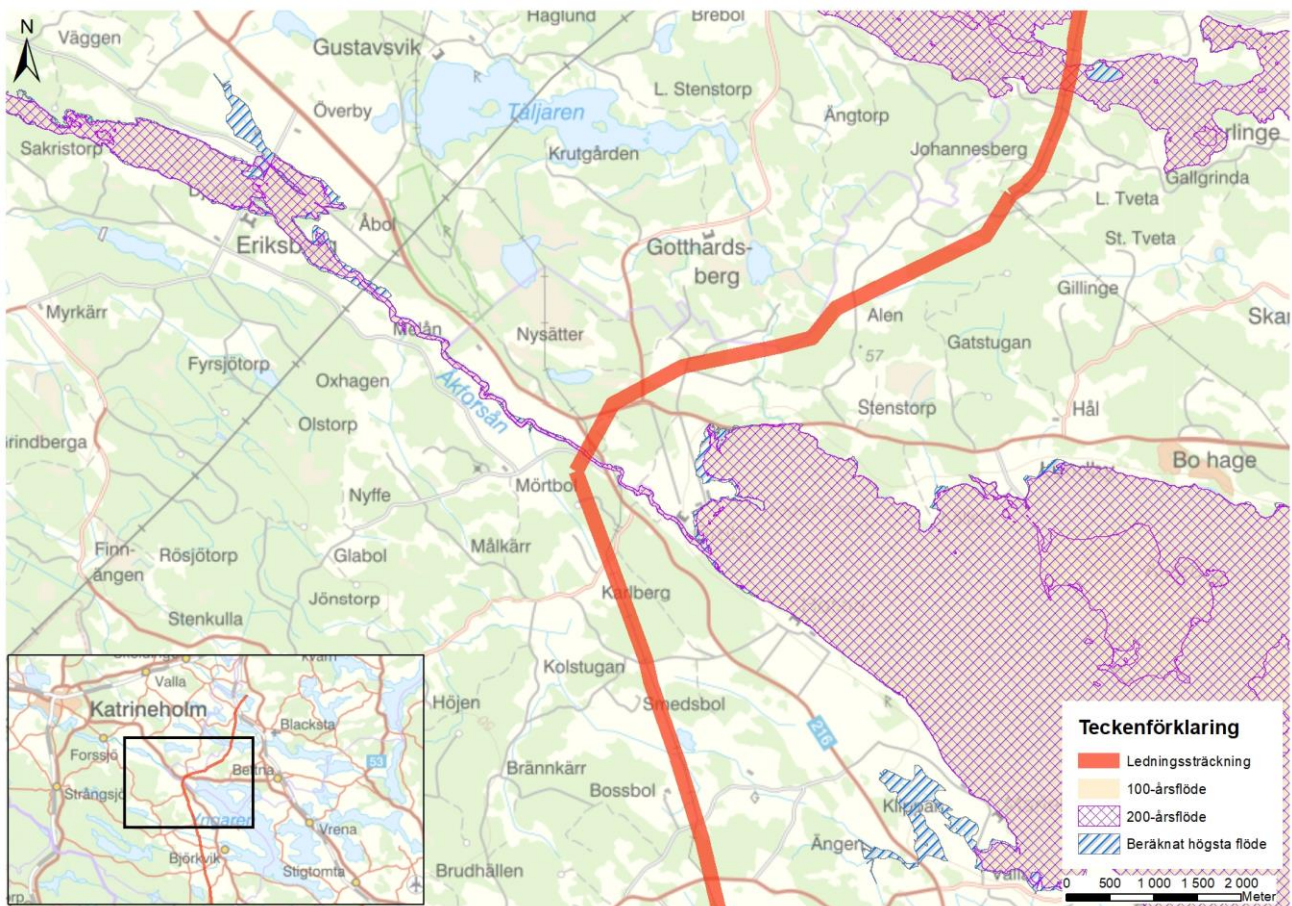 N
Väggen
Haglund
Brebol
Gustavsvik
Täljaren
L. Stenstorp
Överby
Ängtorp
Sakristorp
Krutgården
Johannesberg
Gallgrinda
L. Tveta
Åbol
St. Tveta
Gotthards-
berg
Gillinge
Myrkärr
Melån
Nysätter
Alen
Fyrsjötorp
57
Gatstugan
Oxhagen
Åkforsån
Olstorp
Stenstorp
Hål
Bo hage
Mörtbol
Nyffe
Målkärr
Finn-
ängen
Rösjötorp
Glabol
Jönstorp
Karlberg
Stenkulla
Kolstugan
Höjen
Smedsbol
216
Brännkärr
Bossbol
Ängen
Brudhällen
Valla
Katrineholm
Blacksta
Forssjö
53
Bettna
Yngaren
Vrena
Björkvik
Stigtomta
Teckenförklaring
Ledningssträckning
100-årsflöde
200-årsflöde
Beräknat högsta flöde
0 500 1 000 1 500 2 000
Meter